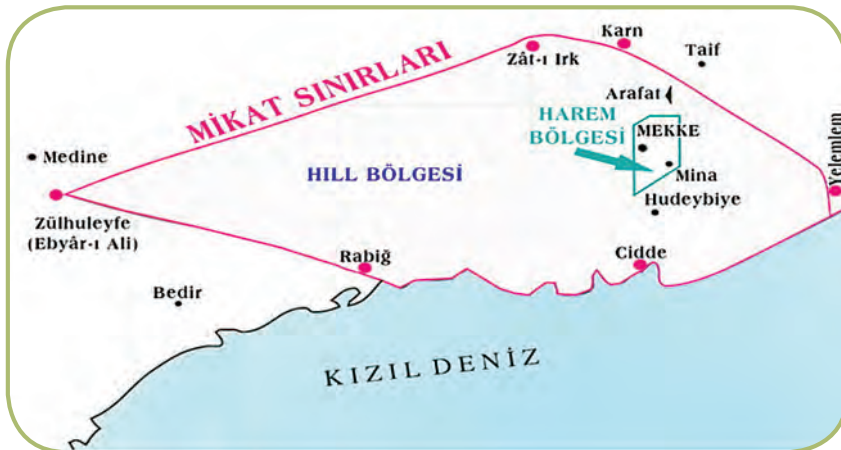 Karn
Taif
Zât-ı Irk
MİKAT SINIRLARI
Arafat
HAREM
BÖLGESİ
MEKKE
Medine
HILL BÖLGESİ
Mina
Yelemlem
Hudeybiye
Zülhuleyfe
(Ebyâr-ı Ali)
Rabiğ
Cidde
Bedir
KIZIL DENİZ